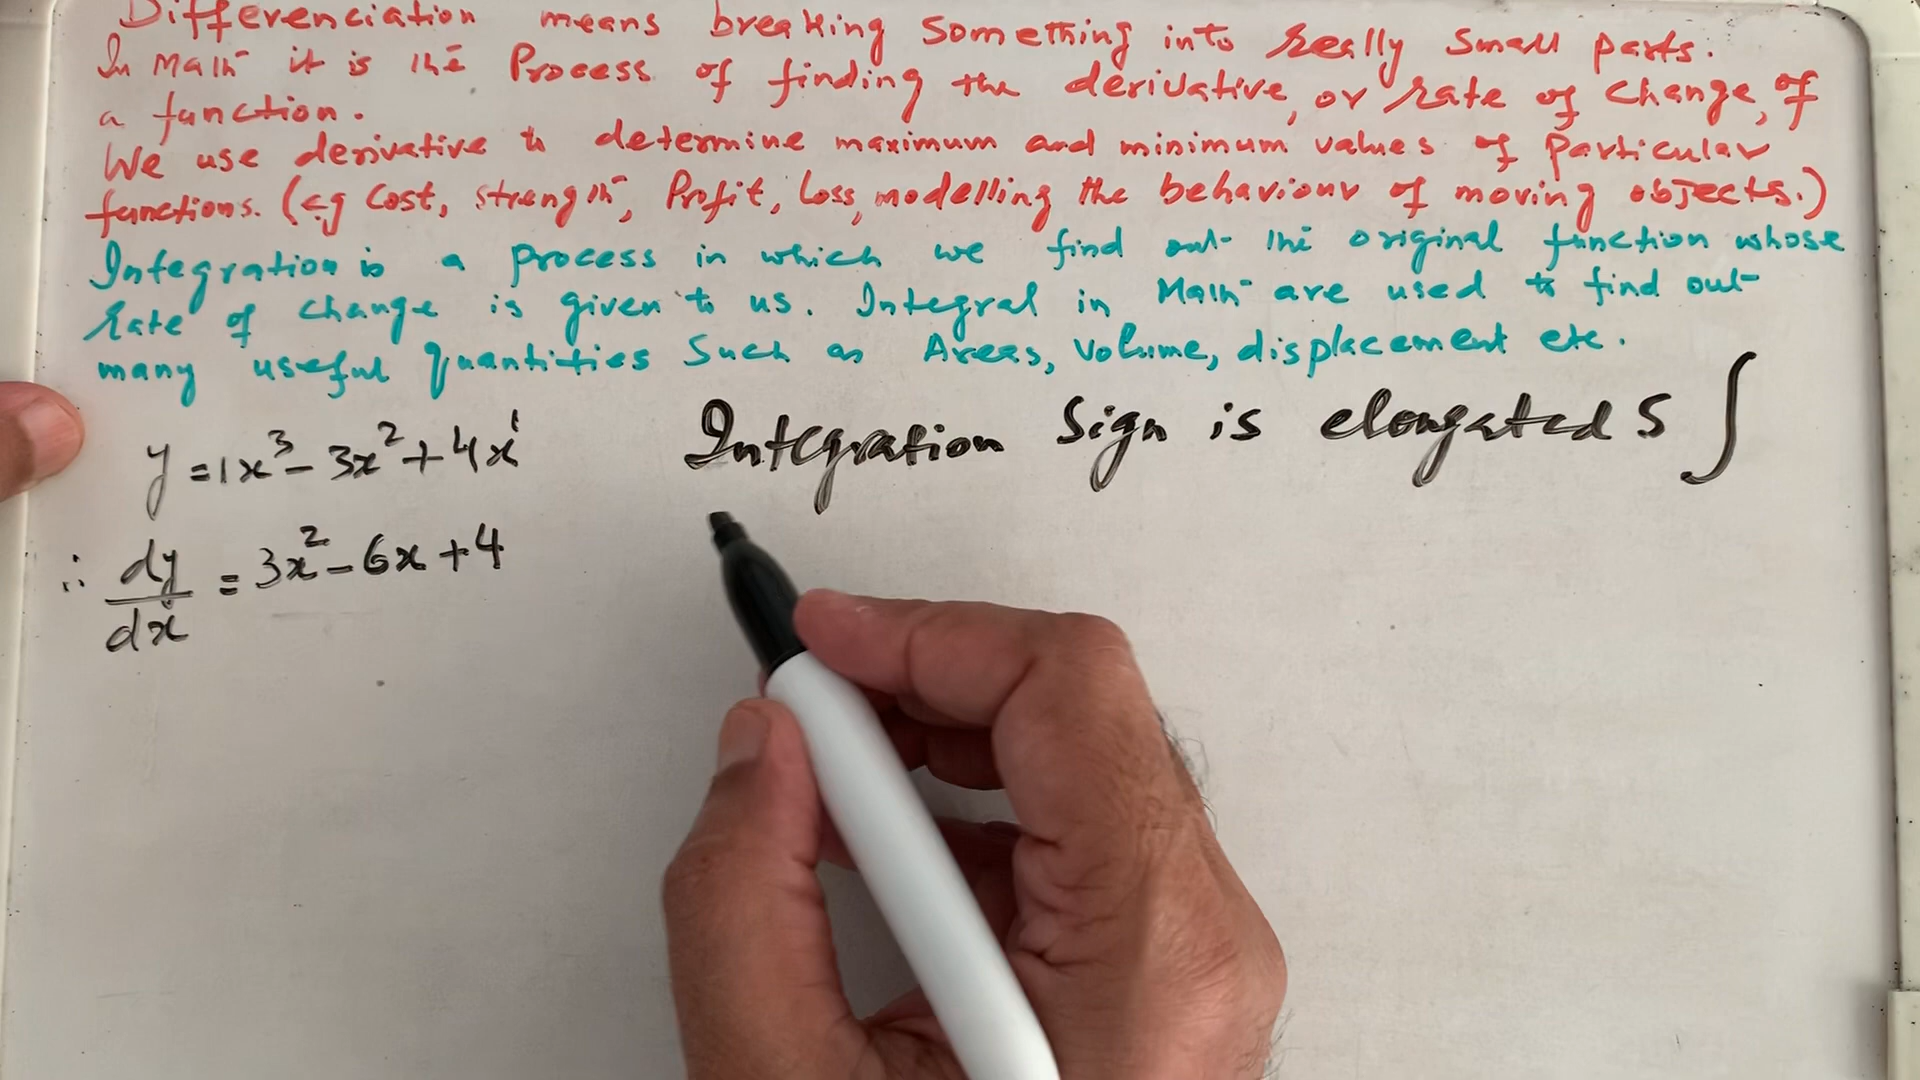 Differenciation means breaking something into really small parts.
In Math it is the Process of finding the derivative, or rate of change, of
a function.
We use derivative to determine maximum and minimum values of particular
functions. (eg Cost, strength, Profit, Loss, modelling the behaviour of moving objects.)
Integration is a process in which we find out the original function whose
rate of change is given to us. Integral in Math are used to find out
many useful quantities Such as Areas, Volume, displacement etc.
y = 1x³ - 3x² + 4x¹
Integration Sign is elongated S ∫
∴ dy/dx = 3x² - 6x + 4